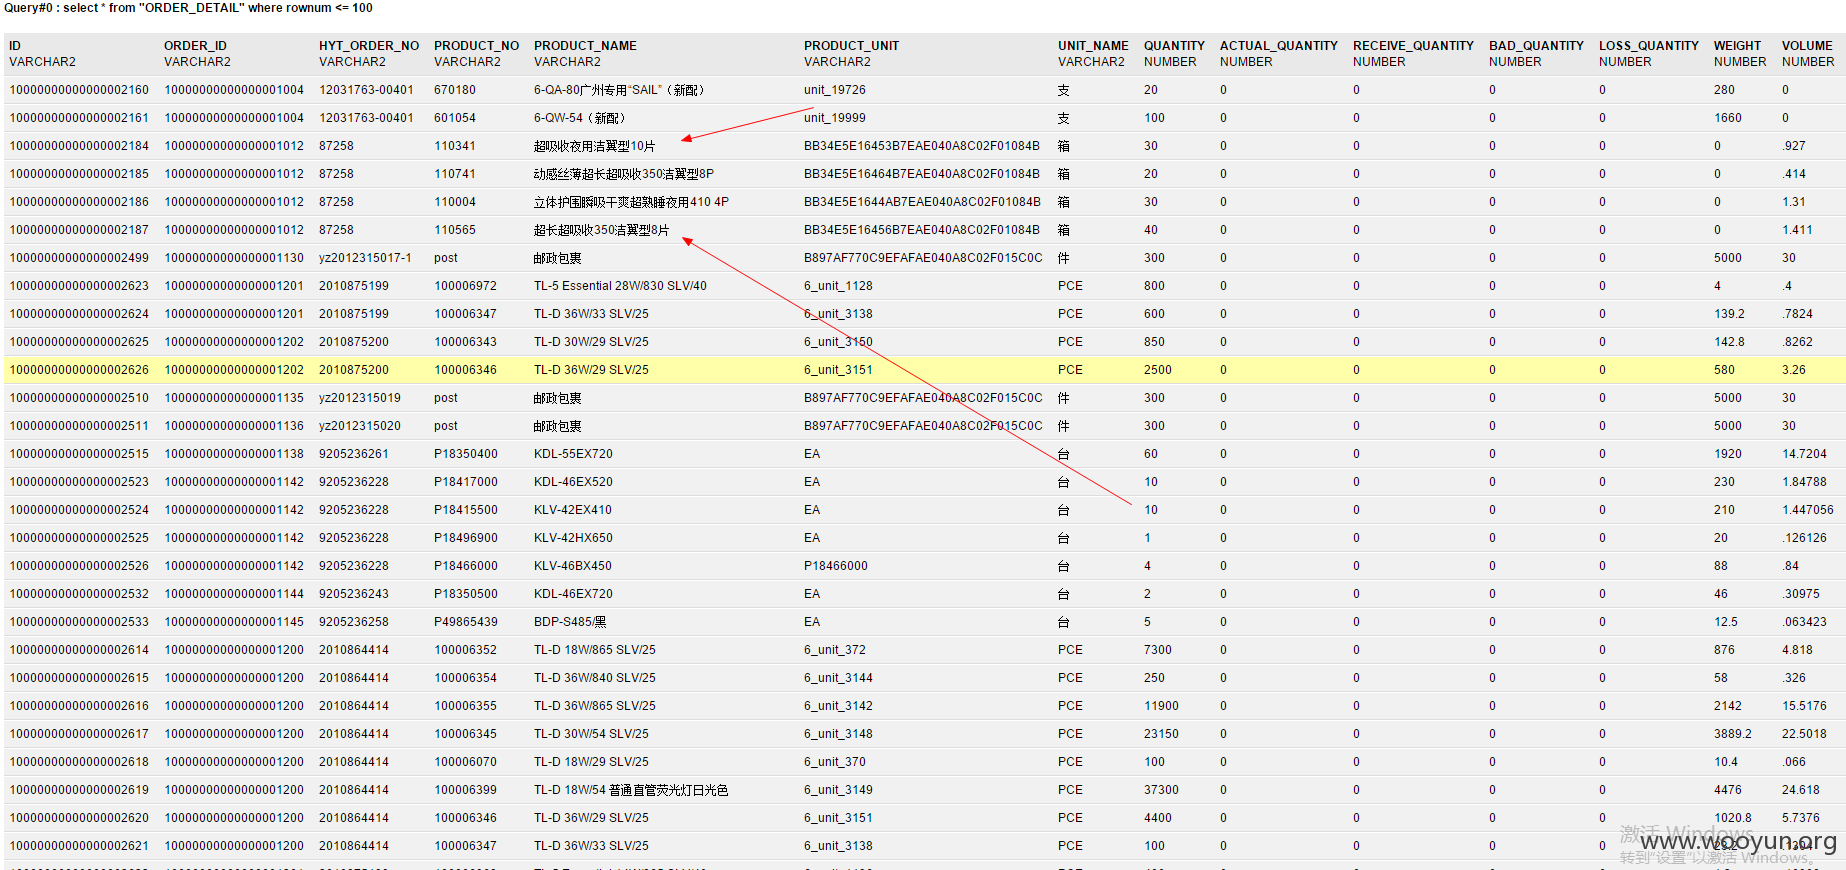 Query#0 : select * from "ORDER_DETAIL" where rownum <= 100
ID ORDER_ID HYT_ORDER_NO PRODUCT_NO PRODUCT_NAME PRODUCT_UNIT UNIT_NAME QUANTITY ACTUAL_QUANTITY RECEIVE_QUANTITY BAD_QUANTITY LOSS_QUANTITY WEIGHT VOLUME
VARCHAR2 VARCHAR2 VARCHAR2 VARCHAR2 VARCHAR2 VARCHAR2 VARCHAR2 NUMBER NUMBER NUMBER NUMBER NUMBER NUMBER NUMBER
10000000000000002160 10000000000000001004 12031763-00401 670180 6-QA-80广州专用“SAIL”（新配） unit_19726 支 20 0 0 0 0 280 0
10000000000000002161 10000000000000001004 12031763-00401 601054 6-QW-54（新配） unit_19999 支 100 0 0 0 0 1660 0
10000000000000002184 10000000000000001012 87258 110341 超吸收夜用洁翼型10片 BB34E5E16453B7EAE040A8C02F01084B 箱 30 0 0 0 0 0 .927
10000000000000002185 10000000000000001012 87258 110741 动感丝薄超长超吸收350洁翼型8P BB34E5E16464B7EAE040A8C02F01084B 箱 20 0 0 0 0 0 .414
10000000000000002186 10000000000000001012 87258 110004 立体护围瞬吸干爽超熟睡夜用410 4P BB34E5E1644AB7EAE040A8C02F01084B 箱 30 0 0 0 0 0 1.31
10000000000000002187 10000000000000001012 87258 110565 超长超吸收350洁翼型8片 BB34E5E16456B7EAE040A8C02F01084B 箱 40 0 0 0 0 0 1.411
10000000000000002499 10000000000000001130 yz2012315017-1 post 邮政包裹 B897AF770C9EFAFAE040A8C02F015C0C 件 300 0 0 0 0 5000 30
10000000000000002623 10000000000000001201 2010875199 100006972 TL-5 Essential 28W/830 SLV/40 6_unit_1128 PCE 800 0 0 0 0 4 .4
10000000000000002624 10000000000000001201 2010875199 100006347 TL-D 36W/33 SLV/25 6_unit_3138 PCE 600 0 0 0 0 139.2 .7824
10000000000000002625 10000000000000001202 2010875200 100006343 TL-D 30W/29 SLV/25 6_unit_3150 PCE 850 0 0 0 0 142.8 .8262
10000000000000002626 10000000000000001202 2010875200 100006346 TL-D 36W/29 SLV/25 6_unit_3151 PCE 2500 0 0 0 0 580 3.26
10000000000000002510 10000000000000001135 yz2012315019 post 邮政包裹 B897AF770C9EFAFAE040A8C02F015C0C 件 300 0 0 0 0 5000 30
10000000000000002511 10000000000000001136 yz2012315020 post 邮政包裹 B897AF770C9EFAFAE040A8C02F015C0C 件 300 0 0 0 0 5000 30
10000000000000002515 10000000000000001138 9205236261 P18350400 KDL-55EX720 EA 台 60 0 0 0 0 1920 14.7204
10000000000000002523 10000000000000001142 9205236228 P18417000 KDL-46EX520 EA 台 10 0 0 0 0 230 1.84788
10000000000000002524 10000000000000001142 9205236228 P18415500 KLV-42EX410 EA 台 10 0 0 0 0 210 1.447056
10000000000000002525 10000000000000001142 9205236228 P18496900 KLV-42HX650 EA 台 1 0 0 0 0 20 .126126
10000000000000002526 10000000000000001142 9205236228 P18466000 KLV-46BX450 P18466000 台 4 0 0 0 0 88 .84
10000000000000002532 10000000000000001144 9205236243 P18350500 KDL-46EX720 EA 台 2 0 0 0 0 46 .30975
10000000000000002533 10000000000000001145 9205236258 P49865439 BDP-S485/黑 EA 台 5 0 0 0 0 12.5 .063423
10000000000000002614 10000000000000001200 2010864414 100006352 TL-D 18W/865 SLV/25 6_unit_372 PCE 7300 0 0 0 0 876 4.818
10000000000000002615 10000000000000001200 2010864414 100006354 TL-D 36W/840 SLV/25 6_unit_3144 PCE 250 0 0 0 0 58 .326
10000000000000002616 10000000000000001200 2010864414 100006355 TL-D 36W/865 SLV/25 6_unit_3142 PCE 11900 0 0 0 0 2142 15.5176
10000000000000002617 10000000000000001200 2010864414 100006345 TL-D 30W/54 SLV/25 6_unit_3148 PCE 23150 0 0 0 0 3889.2 22.5018
10000000000000002618 10000000000000001200 2010864414 100006070 TL-D 18W/29 SLV/25 6_unit_370 PCE 100 0 0 0 0 10.4 .066
10000000000000002619 10000000000000001200 2010864414 100006399 TL-D 18W/54 普通直管荧光灯日光色 6_unit_3149 PCE 37300 0 0 0 0 4476 24.618
10000000000000002620 10000000000000001200 2010864414 100006346 TL-D 36W/29 SLV/25 6_unit_3151 PCE 4400 0 0 0 0 1020.8 5.7376
10000000000000002621 10000000000000001200 2010864414 100006347 TL-D 36W/33 SLV/25 6_unit_3138 PCE 100 0 0 0 0
激活 Windows
www.wooyun.org
转到“设置”以激活 Windows。